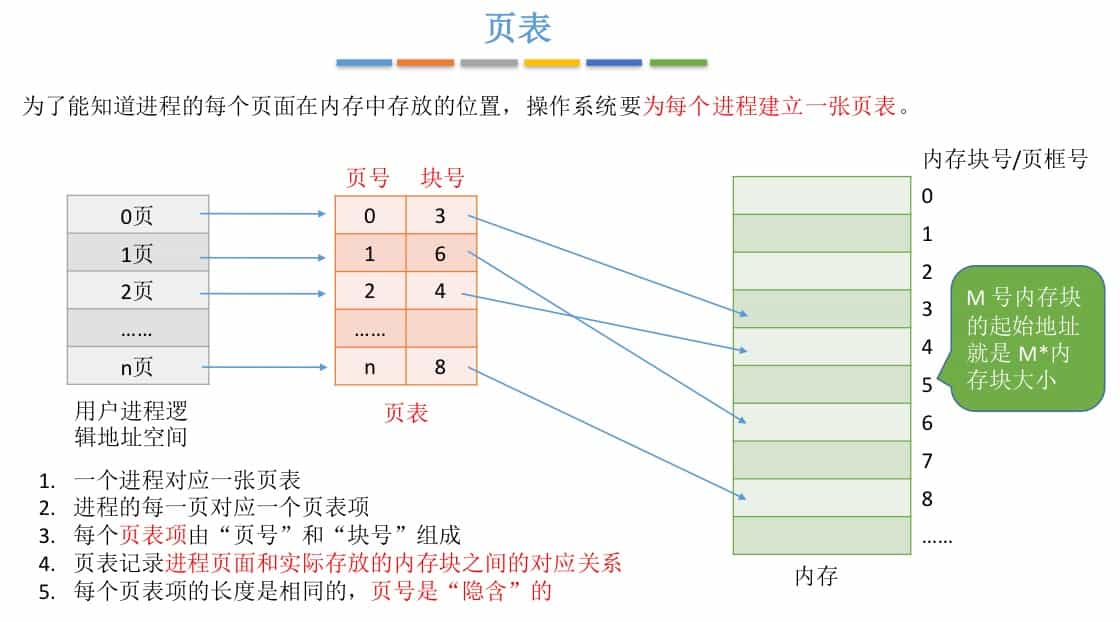 页表
为了能知道进程的每个页面在内存中存放的位置，操作系统要为每个进程建立一张页表。
内存块号/页框号
页号 块号
0页
1页
2页
……
n页
0 3
1 6
2 4
……
n 8
0
1
2
3
4
5
6
7
8
……
M 号内存块
的起始地址
就是 M*内
存块大小
用户进程逻
辑地址空间
页表
内存
1. 一个进程对应一张页表
2. 进程的每一页对应一个页表项
3. 每个页表项由“页号”和“块号”组成
4. 页表记录进程页面和实际存放的内存块之间的对应关系
5. 每个页表项的长度是相同的，页号是“隐含”的